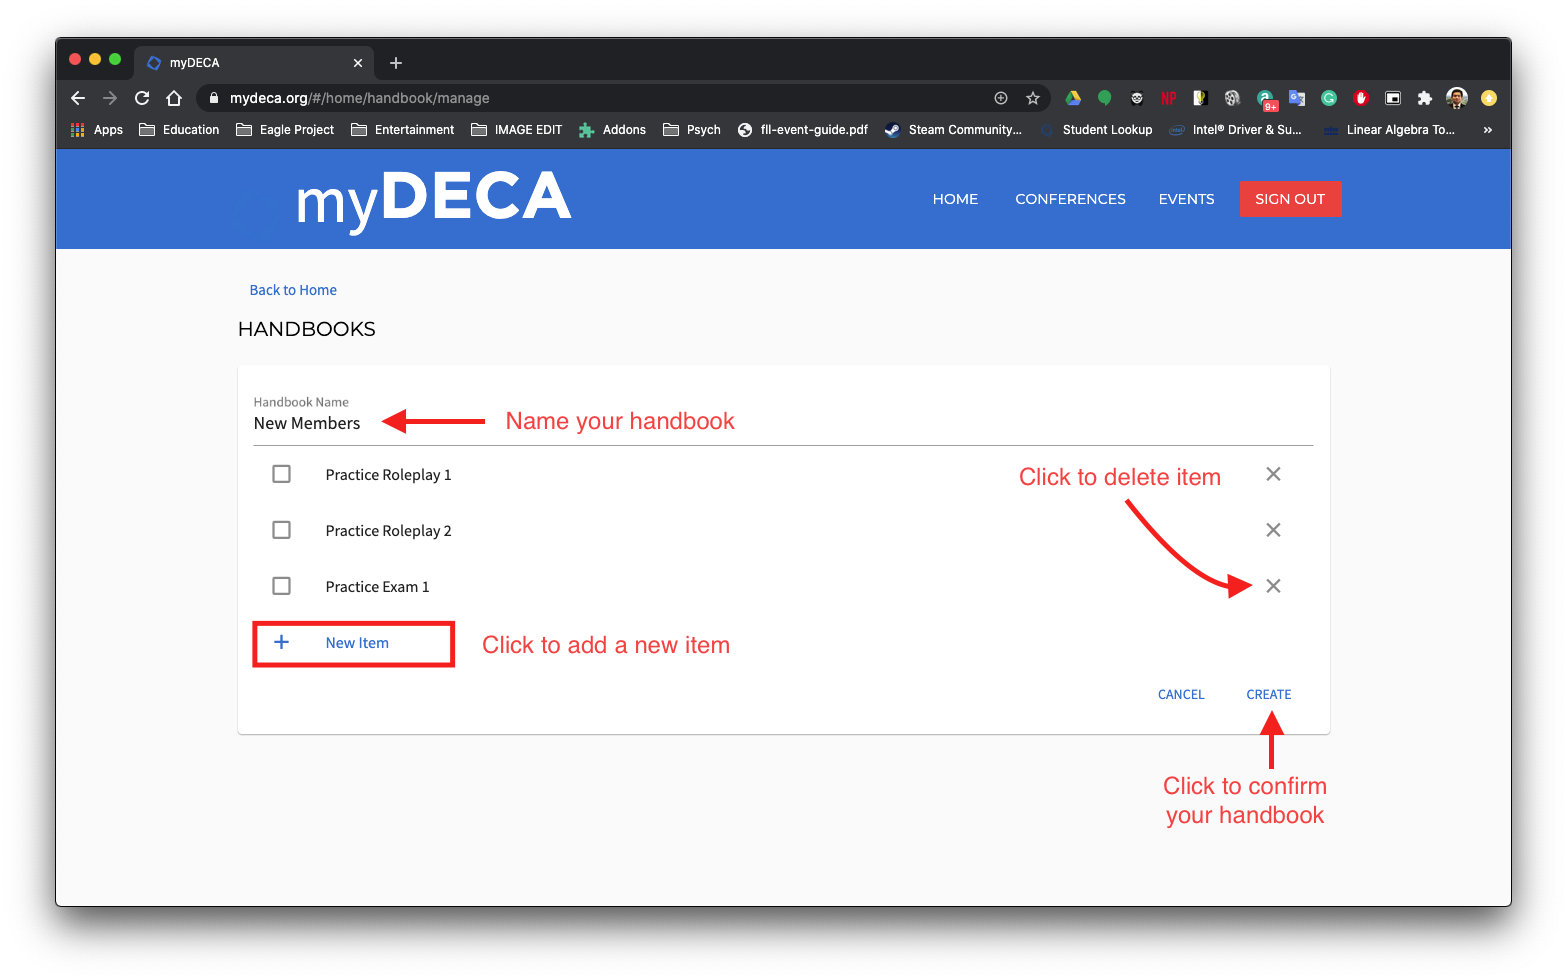 myDECA
mydeca.org/#/home/handbook/manage
NP
9+
Apps Education Eagle Project Entertainment IMAGE EDIT Addons Psych fll-event-guide.pdf Steam Community... Student Lookup Intel® Driver & Su... Linear Algebra To... »
myDECA
HOME CONFERENCES EVENTS SIGN OUT
Back to Home
HANDBOOKS
Handbook Name
New Members
Name your handbook
Practice Roleplay 1
Click to delete item
Practice Roleplay 2
Practice Exam 1
New Item
Click to add a new item
CANCEL CREATE
Click to confirm
your handbook